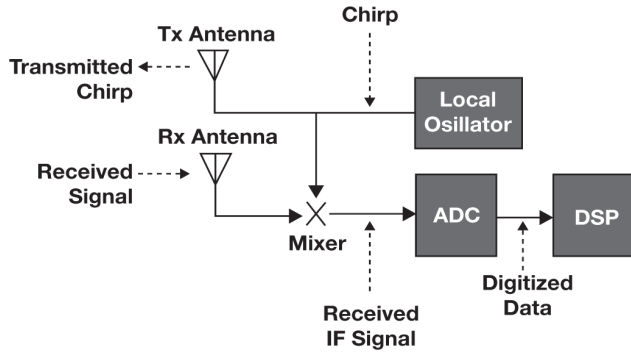 Chirp
Tx Antenna
Transmitted
Chirp
Local
Osillator
Rx Antenna
Received
Signal
Mixer
ADC
DSP
Digitized
Data
Received
IF Signal